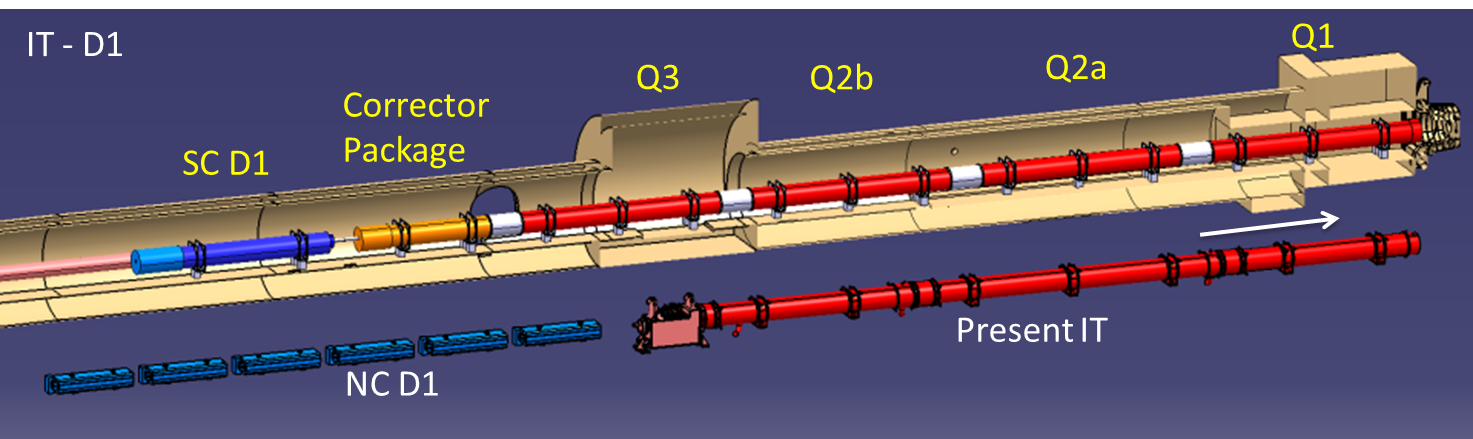 IT - D1
SC D1
Corrector
Package
Q3
Q2b
Q2a
Q1
Present IT
NC D1